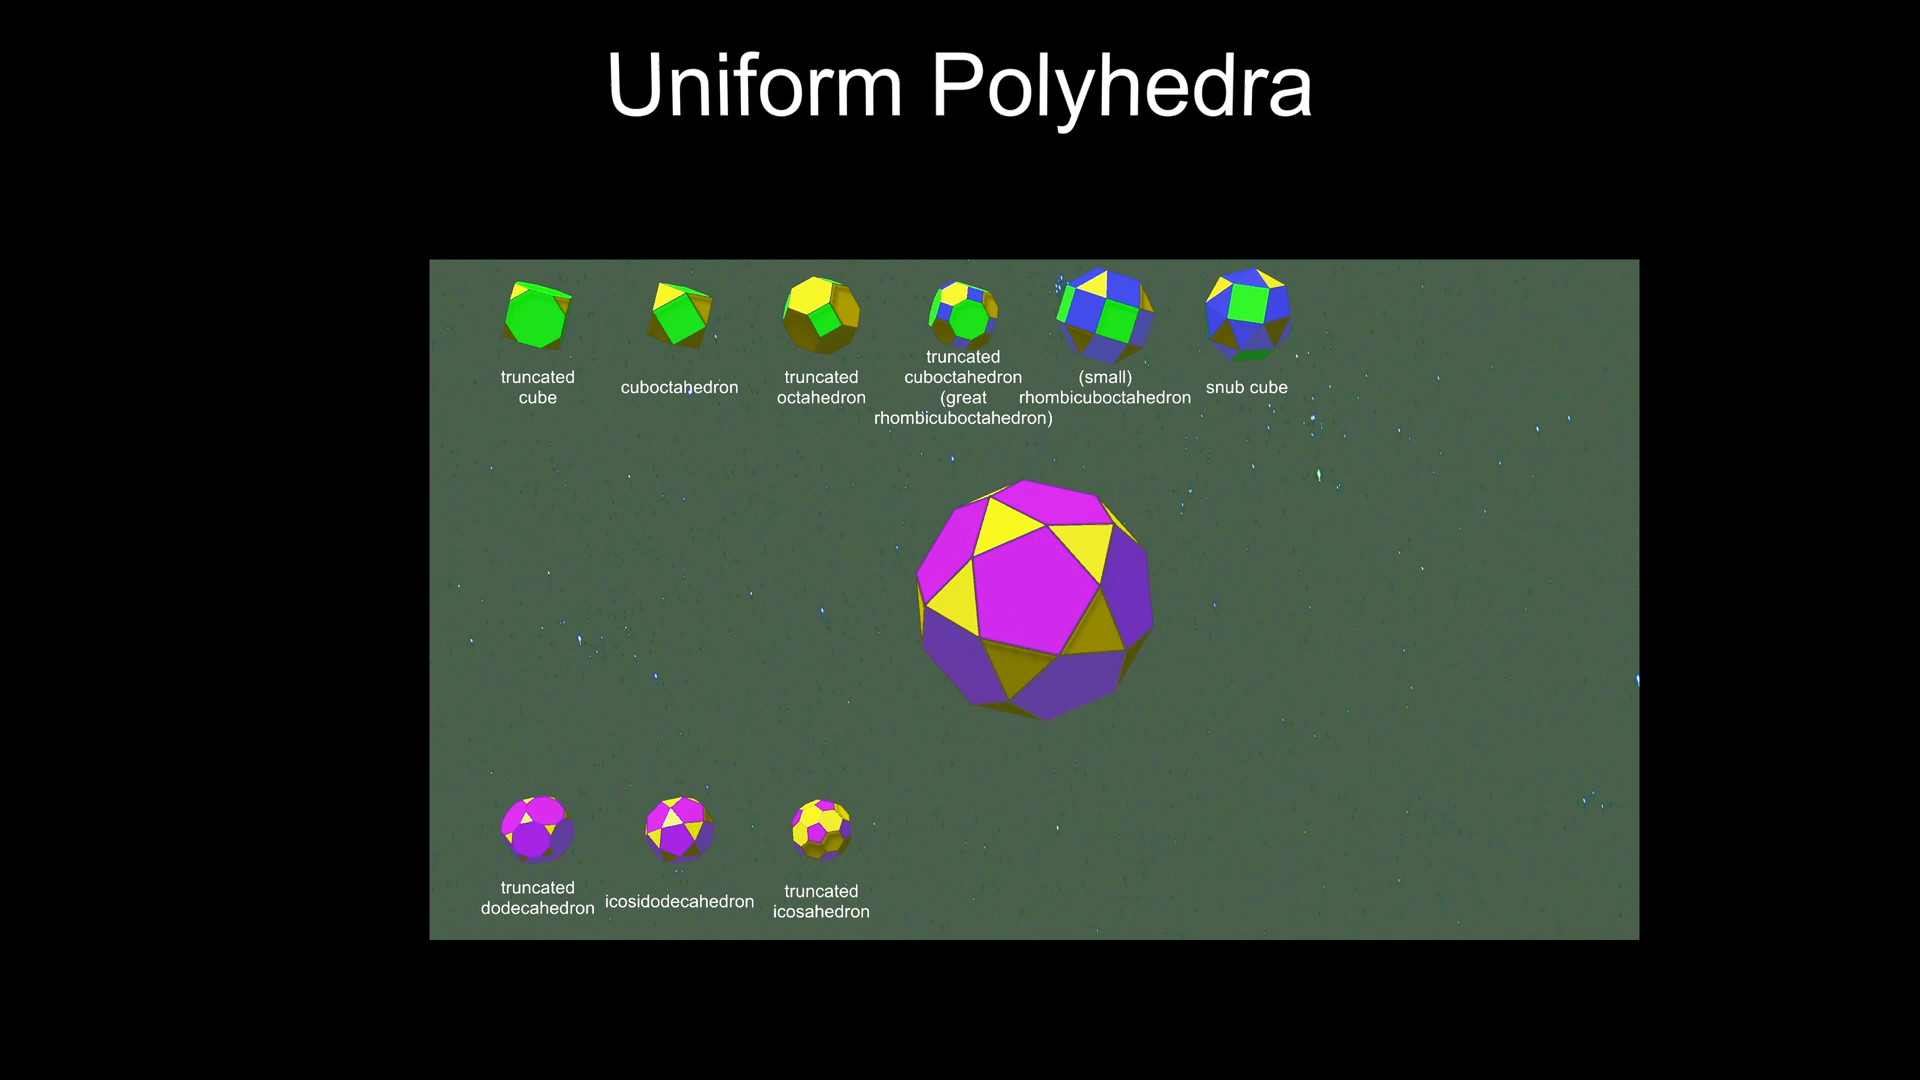 Uniform Polyhedra
truncated
cube
cuboctahedron
truncated
octahedron
truncated
cuboctahedron
(great
rhombicuboctahedron)
(small)
rhombicuboctahedron
snub cube
truncated
dodecahedron
icosidodecahedron
truncated
icosahedron